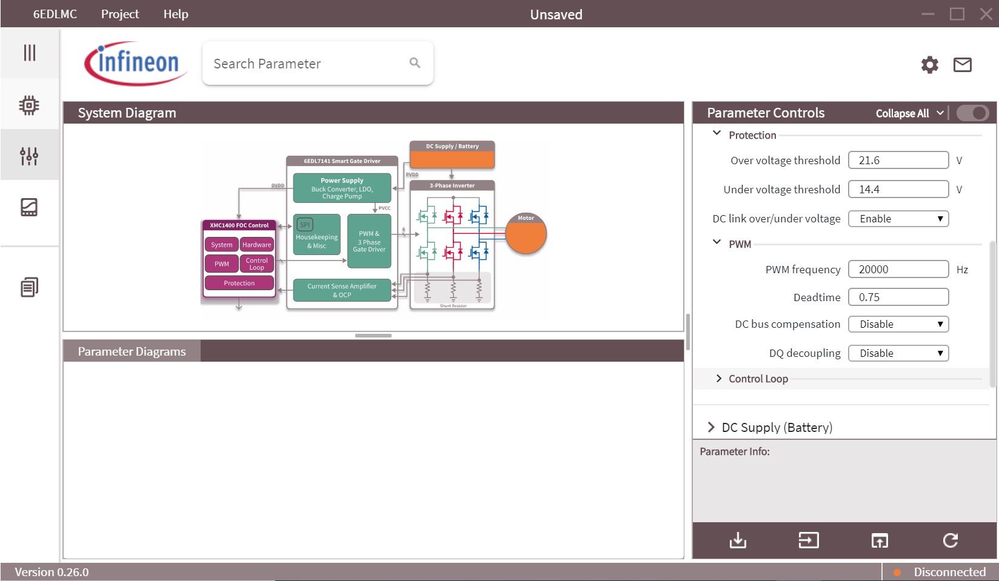 6EDLMC Project Help Unsaved
infineon
Search Parameter
System Diagram
DC Supply / Battery
6EDL7141 Smart Gate Driver
PVDD
Power Supply
Buck Converter, LDO,
Charge Pump
DVDD
3-Phase Inverter
PVCC
XMC1400 FOC Control
System Hardware
PWM Control
Loop
Protection
SPI
Housekeeping
& Misc
PWM &
3 Phase
Gate Driver
6
Motor
Current Sense Amplifier
& OCP
Shunt Resistor
Parameter Diagrams
Parameter Controls Collapse All
Protection
Over voltage threshold 21.6 V
Under voltage threshold 14.4 V
DC link over/under voltage Enable
PWM
PWM frequency 20000 Hz
Deadtime 0.75
DC bus compensation Disable
DQ decoupling Disable
Control Loop
DC Supply (Battery)
Parameter Info:
Version 0.26.0 Disconnected